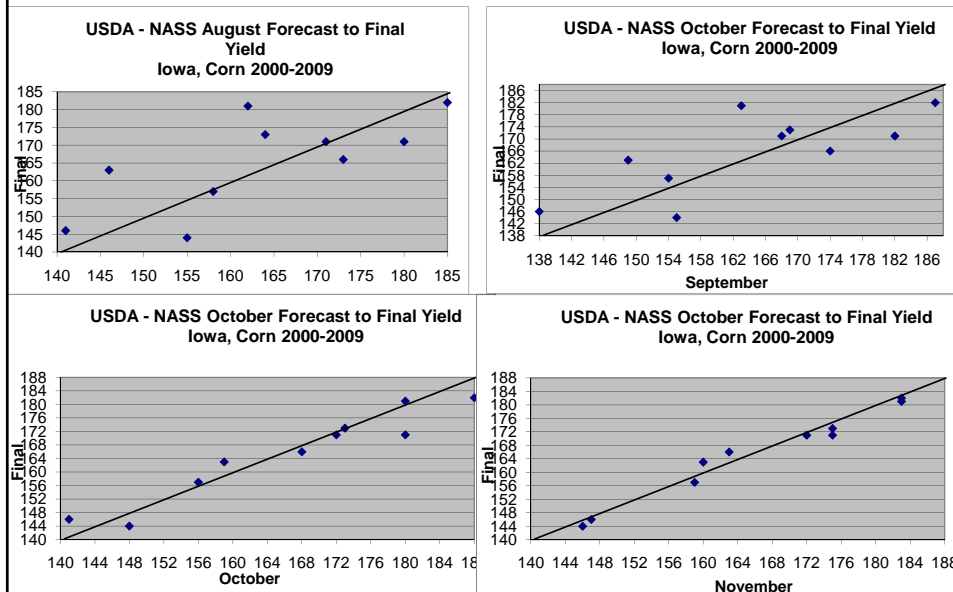 USDA - NASS August Forecast to Final
Yield
Iowa, Corn 2000-2009
185
180
175
170
165
160
155
150
145
140
Final
140 145 150 155 160 165 170 175 180 185
USDA - NASS October Forecast to Final Yield
Iowa, Corn 2000-2009
186
182
178
174
170
166
162
158
154
150
146
142
138
Final
138 142 146 150 154 158 162 166 170 174 178 182 186
September
USDA - NASS October Forecast to Final Yield
Iowa, Corn 2000-2009
188
184
180
176
172
168
164
160
156
152
148
144
140
Final
140 144 148 152 156 160 164 168 172 176 180 184 188
October
USDA - NASS October Forecast to Final Yield
Iowa, Corn 2000-2009
188
184
180
176
172
168
164
160
156
152
148
144
140
Final
140 144 148 152 156 160 164 168 172 176 180 184 188
November